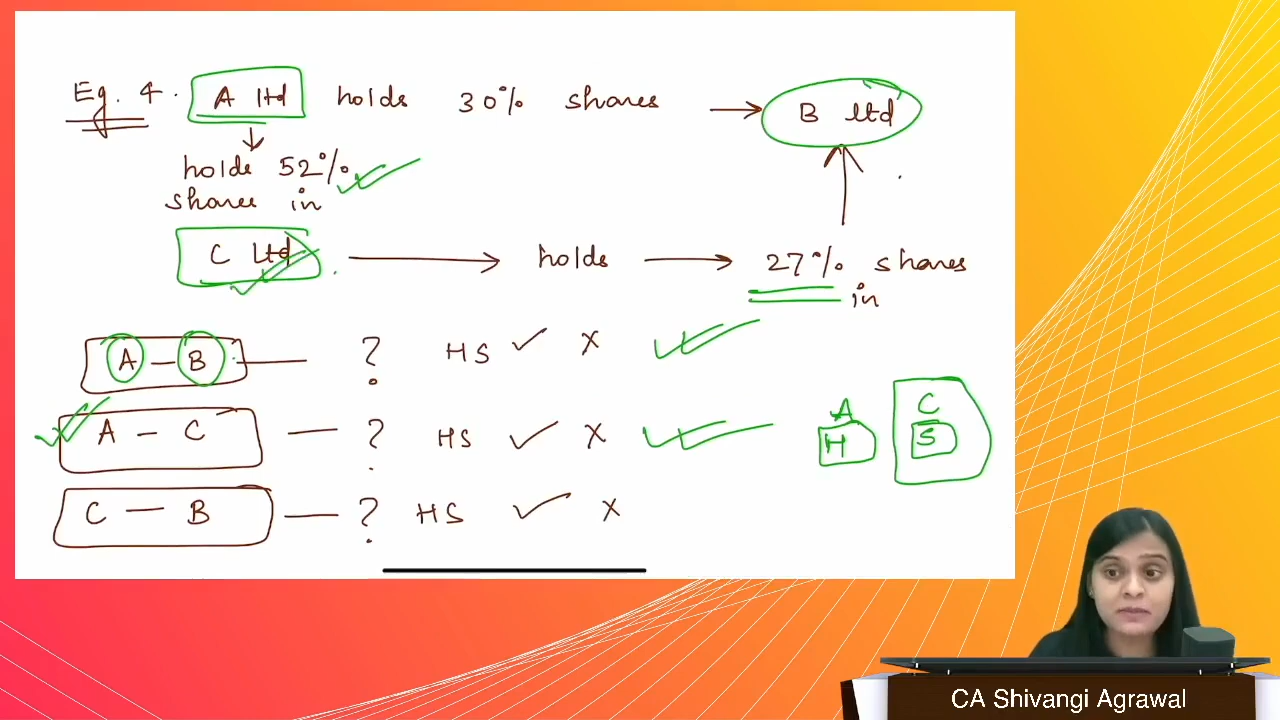 Eg. 4. A ltd holds 30% shares → B ltd
↓
holds 52%
shares in
C Ltd → holds → 27% shares
in
A — B — ? HS ✓ X
A — C — ? HS ✓ X
A C
H S
C — B — ? HS ✓ X
CA Shivangi Agrawal